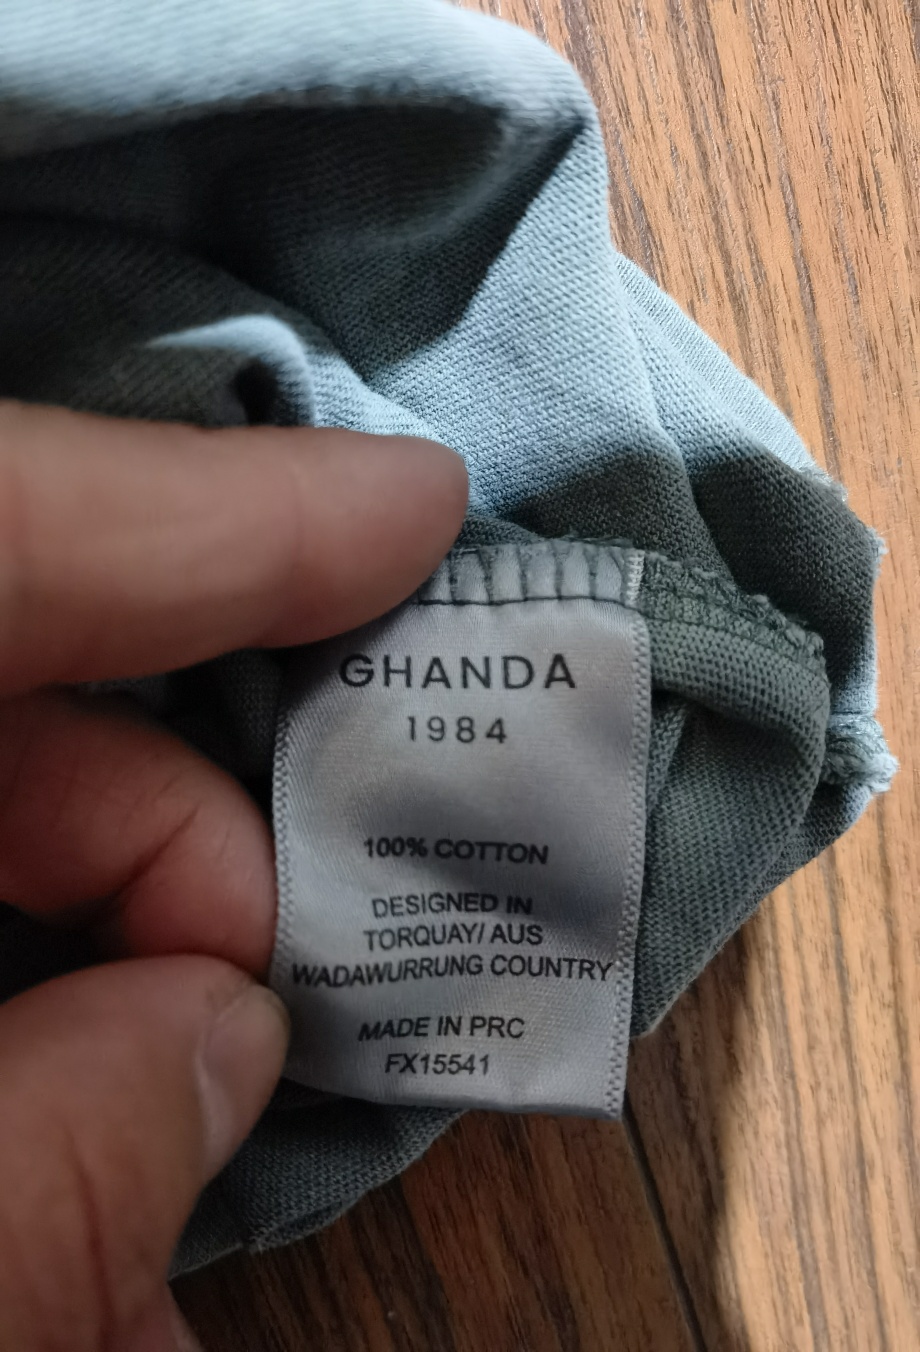 GHANDA
1984
100% COTTON
DESIGNED IN
TORQUAY/ AUS
WADAWURRUNG COUNTRY
MADE IN PRC
FX15541